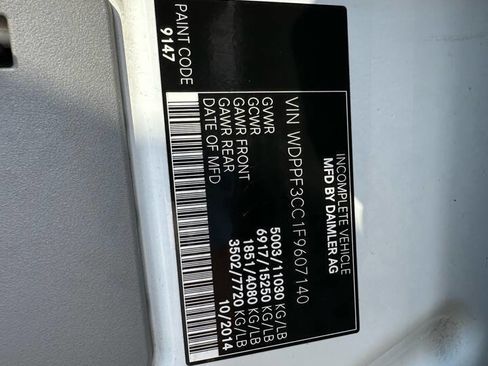 INCOMPLETE VEHICLE
MFD BY DAIMLER AG
VIN WDPPF3CC1F9607140
GVWR 5003/11030 KG/LB
GCWR 6917/15250 KG/LB
GAWR FRONT 1851/4080 KG/LB
GAWR REAR 3502/7720 KG/LB
DATE OF MFD 10/2014
PAINT CODE
9147